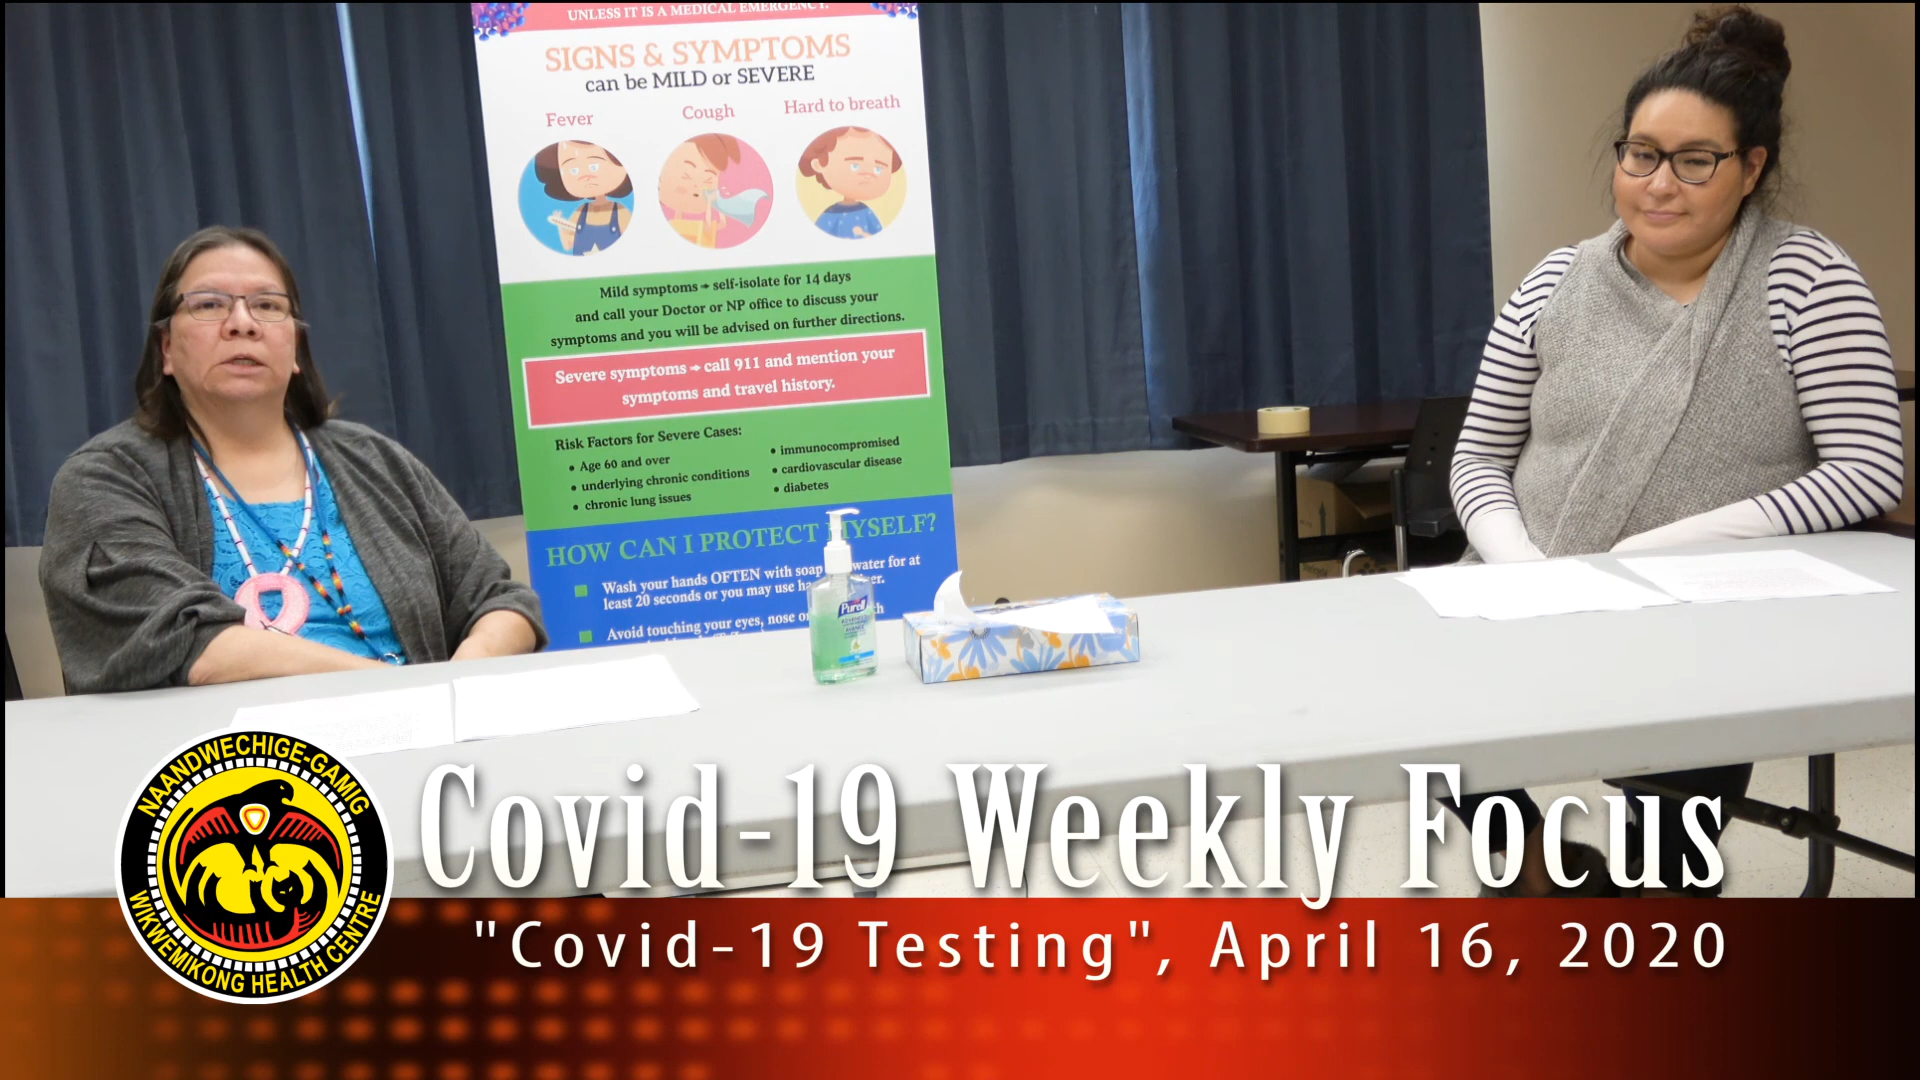 UNLESS IT IS A MEDICAL EMERGENCY.
SIGNS & SYMPTOMS
can be MILD or SEVERE
Fever
Cough
Hard to breath
Mild symptoms → self-isolate for 14 days
and call your Doctor or NP office to discuss your
symptoms and you will be advised on further directions.
Severe symptoms → call 911 and mention your
symptoms and travel history.
Risk Factors for Severe Cases:
• Age 60 and over
• underlying chronic conditions
• chronic lung issues
• immunocompromised
• cardiovascular disease
• diabetes
HOW CAN I PROTECT MYSELF?
Wash your hands OFTEN with soap water for at
least 20 seconds or you may use
Avoid touching your eyes, nose or
Purell
NAANDWECHIGE-GAMIG
WIKWEMIKONG HEALTH CENTRE
Covid-19 Weekly Focus
"Covid-19 Testing", April 16, 2020